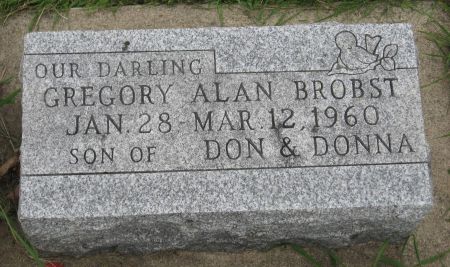 OUR DARLING
GREGORY ALAN BROBST
JAN. 28 - MAR. 12, 1960
SON OF DON & DONNA